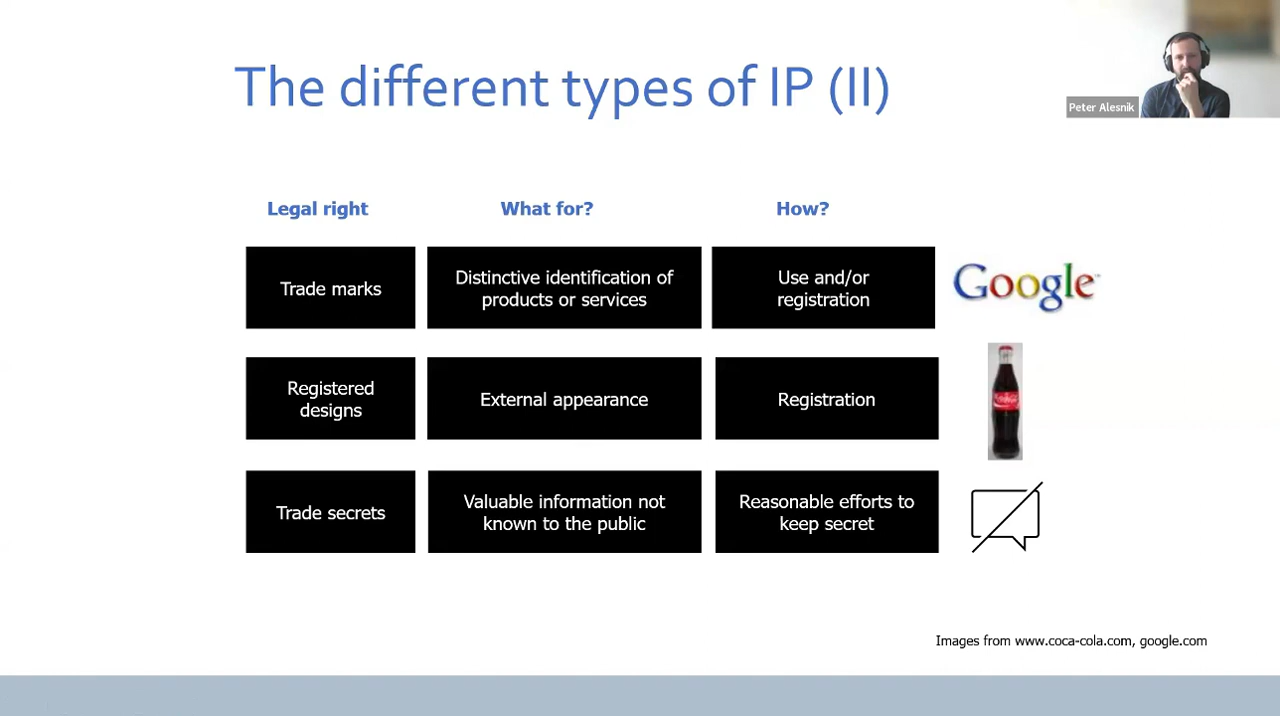 The different types of IP (II)
Peter Alesnik
Legal right
What for?
How?
Trade marks
Distinctive identification of
products or services
Use and/or
registration
Google
Registered
designs
External appearance
Registration
Trade secrets
Valuable information not
known to the public
Reasonable efforts to
keep secret
Images from www.coca-cola.com, google.com